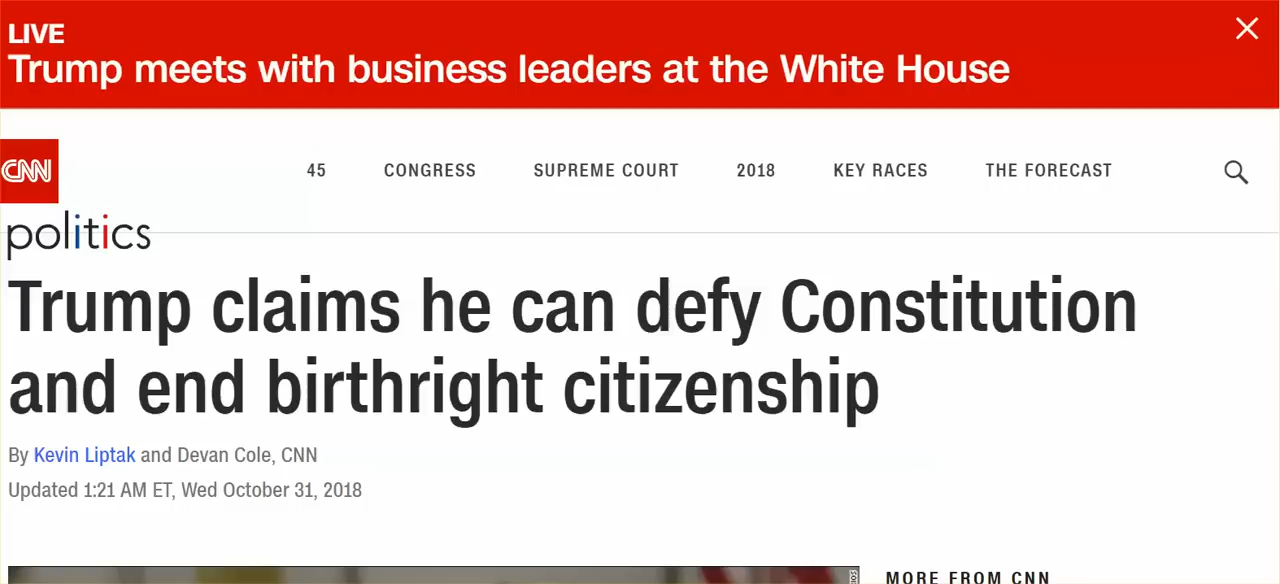 LIVE
Trump meets with business leaders at the White House
CNN
45 CONGRESS SUPREME COURT 2018 KEY RACES THE FORECAST
politics
Trump claims he can defy Constitution
and end birthright citizenship
By Kevin Liptak and Devan Cole, CNN
Updated 1:21 AM ET, Wed October 31, 2018
MORE FROM CNN